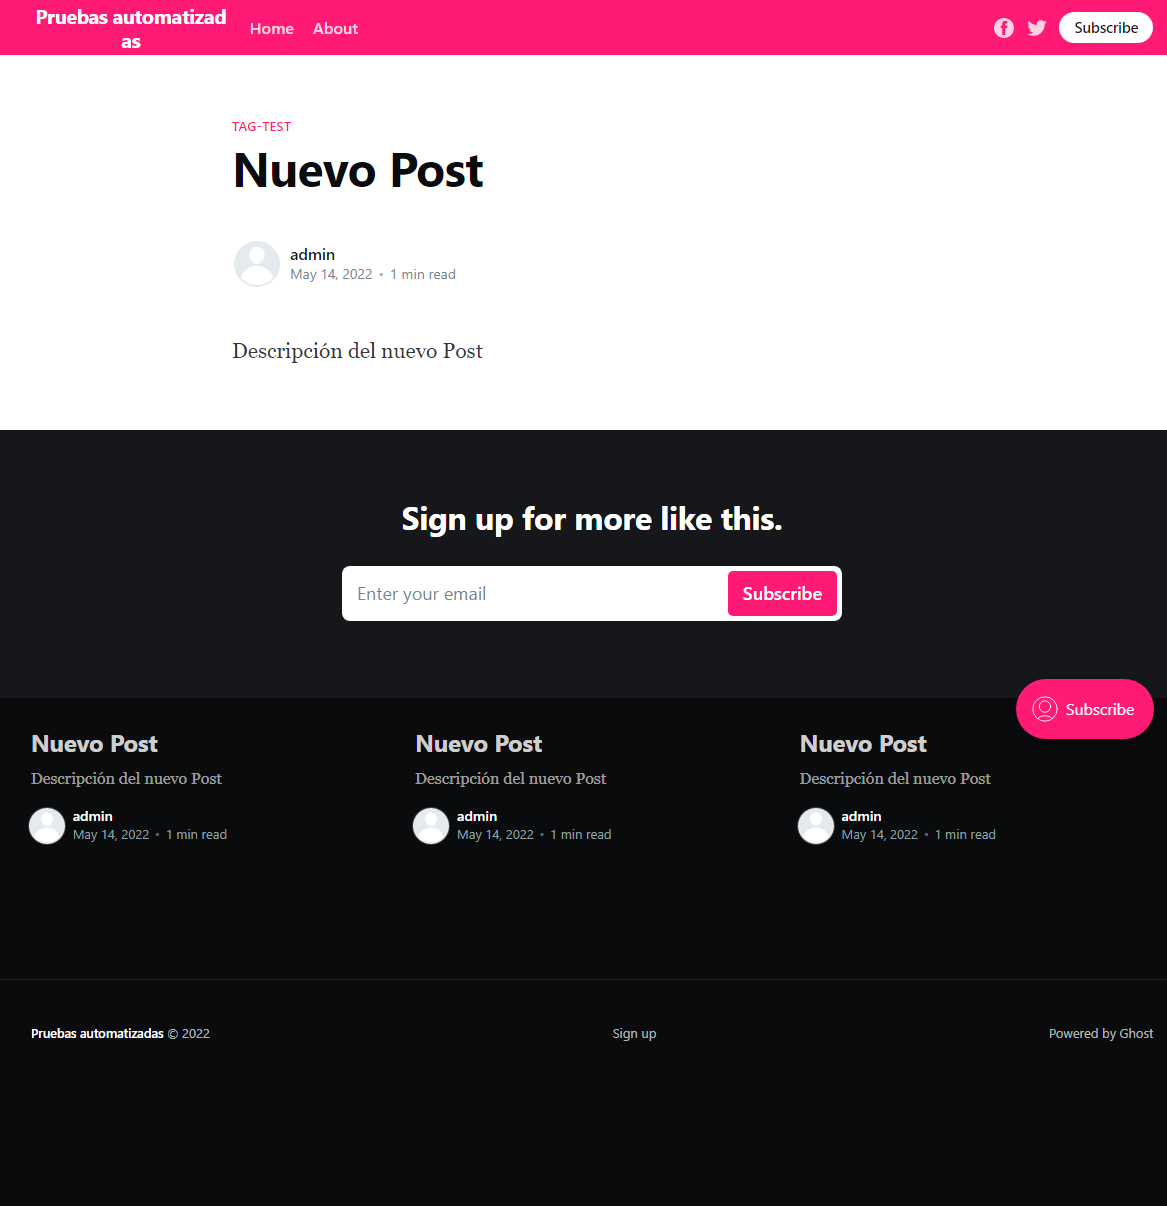 Pruebas automatizad
as
Home
About
Subscribe
TAG-TEST
Nuevo Post
admin
May 14, 2022 • 1 min read
Descripción del nuevo Post
Sign up for more like this.
Enter your email
Subscribe
Subscribe
Nuevo Post
Descripción del nuevo Post
admin
May 14, 2022 • 1 min read
Nuevo Post
Descripción del nuevo Post
admin
May 14, 2022 • 1 min read
Nuevo Post
Descripción del nuevo Post
admin
May 14, 2022 • 1 min read
Pruebas automatizadas © 2022
Sign up
Powered by Ghost